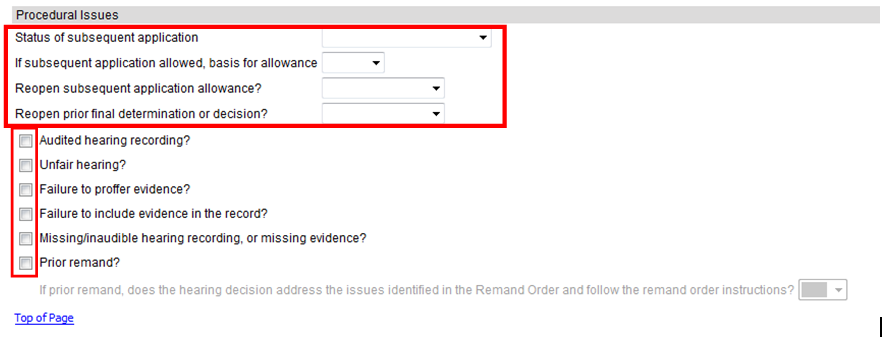 Procedural Issues
Status of subsequent application
If subsequent application allowed, basis for allowance
Reopen subsequent application allowance?
Reopen prior final determination or decision?
Audited hearing recording?
Unfair hearing?
Failure to proffer evidence?
Failure to include evidence in the record?
Missing/inaudible hearing recording, or missing evidence?
Prior remand?
If prior remand, does the hearing decision address the issues identified in the Remand Order and follow the remand order instructions?
Top of Page